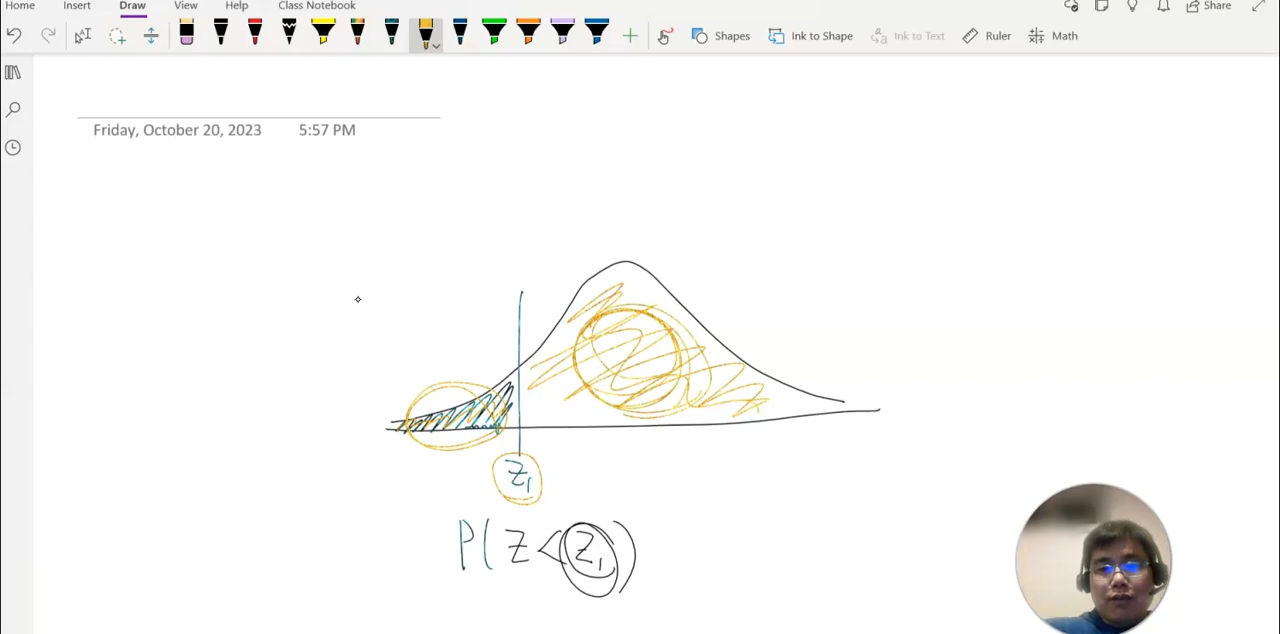 Home Insert Draw View Help Class Notebook
Share
Shapes Ink to Shape Ink to Text Ruler Math
Friday, October 20, 2023 5:57 PM
Z₁
P(Z<Z₁)